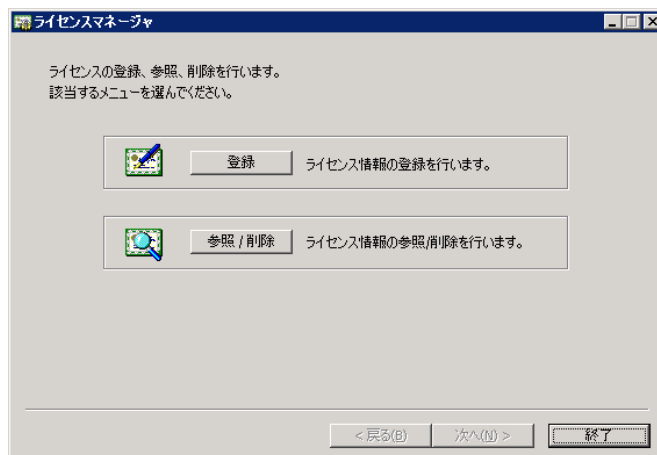 ライセンスマネージャ
ライセンスの登録、参照、削除を行います。
該当するメニューを選んでください。
登録
ライセンス情報の登録を行います。
参照 / 削除
ライセンス情報の参照/削除を行います。
< 戻る(B)
次へ(N) >
終了